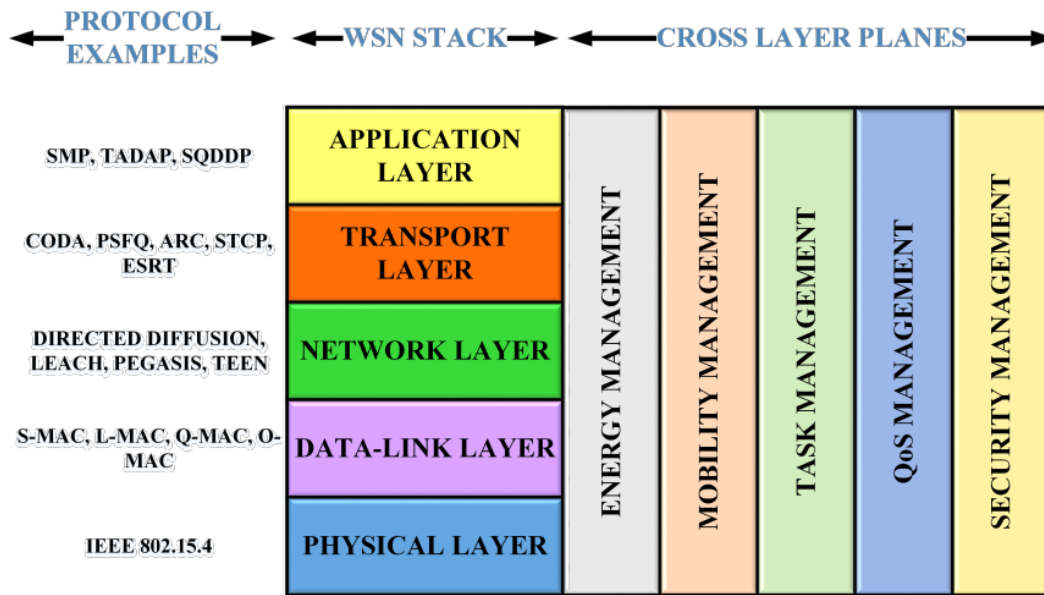 PROTOCOL
EXAMPLES
WSN STACK
CROSS LAYER PLANES
SMP, TADAP, SQDDP
APPLICATION
LAYER
CODA, PSFQ, ARC, STCP,
ESRT
TRANSPORT
LAYER
DIRECTED DIFFUSION,
LEACH, PEGASIS, TEEN
NETWORK LAYER
S-MAC, L-MAC, Q-MAC, O-
MAC
DATA-LINK LAYER
IEEE 802.15.4
PHYSICAL LAYER
ENERGY MANAGEMENT
MOBILITY MANAGEMENT
TASK MANAGEMENT
QoS MANAGEMENT
SECURITY MANAGEMENT